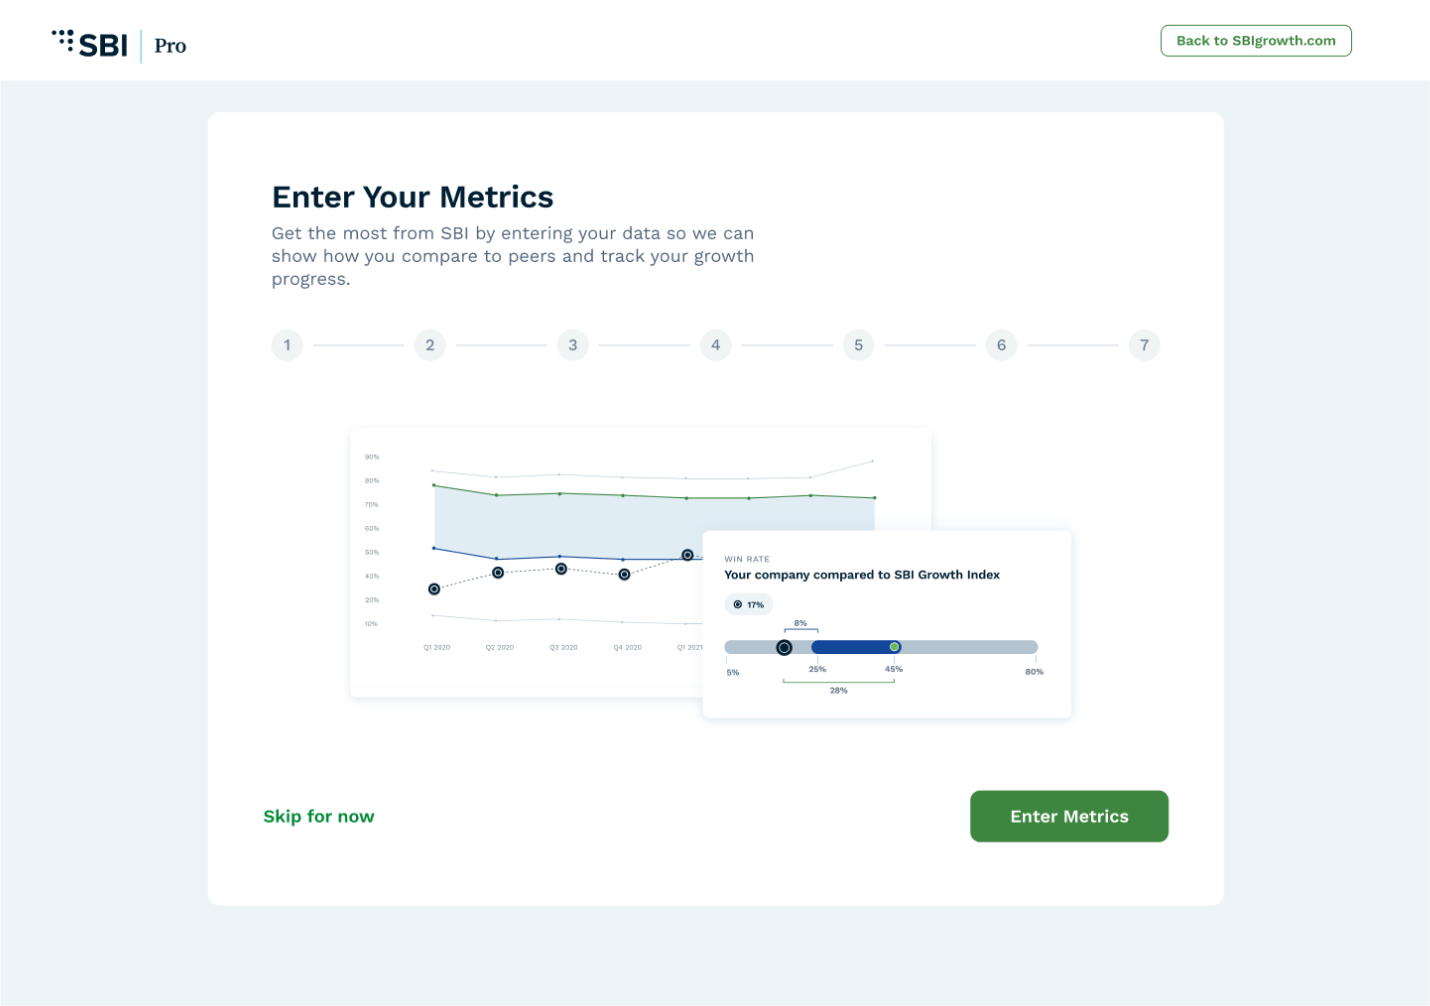 SBI Pro
Back to SBIgrowth.com
Enter Your Metrics
Get the most from SBI by entering your data so we can
show how you compare to peers and track your growth
progress.
1 2 3 4 5 6 7
90%
80%
70%
60%
50%
40%
20%
10%
Q1 2020 Q2 2020 Q3 2020 Q4 2020 Q1 2021
WIN RATE
Your company compared to SBI Growth Index
17%
8%
25% 45%
5% 80%
28%
Skip for now
Enter Metrics